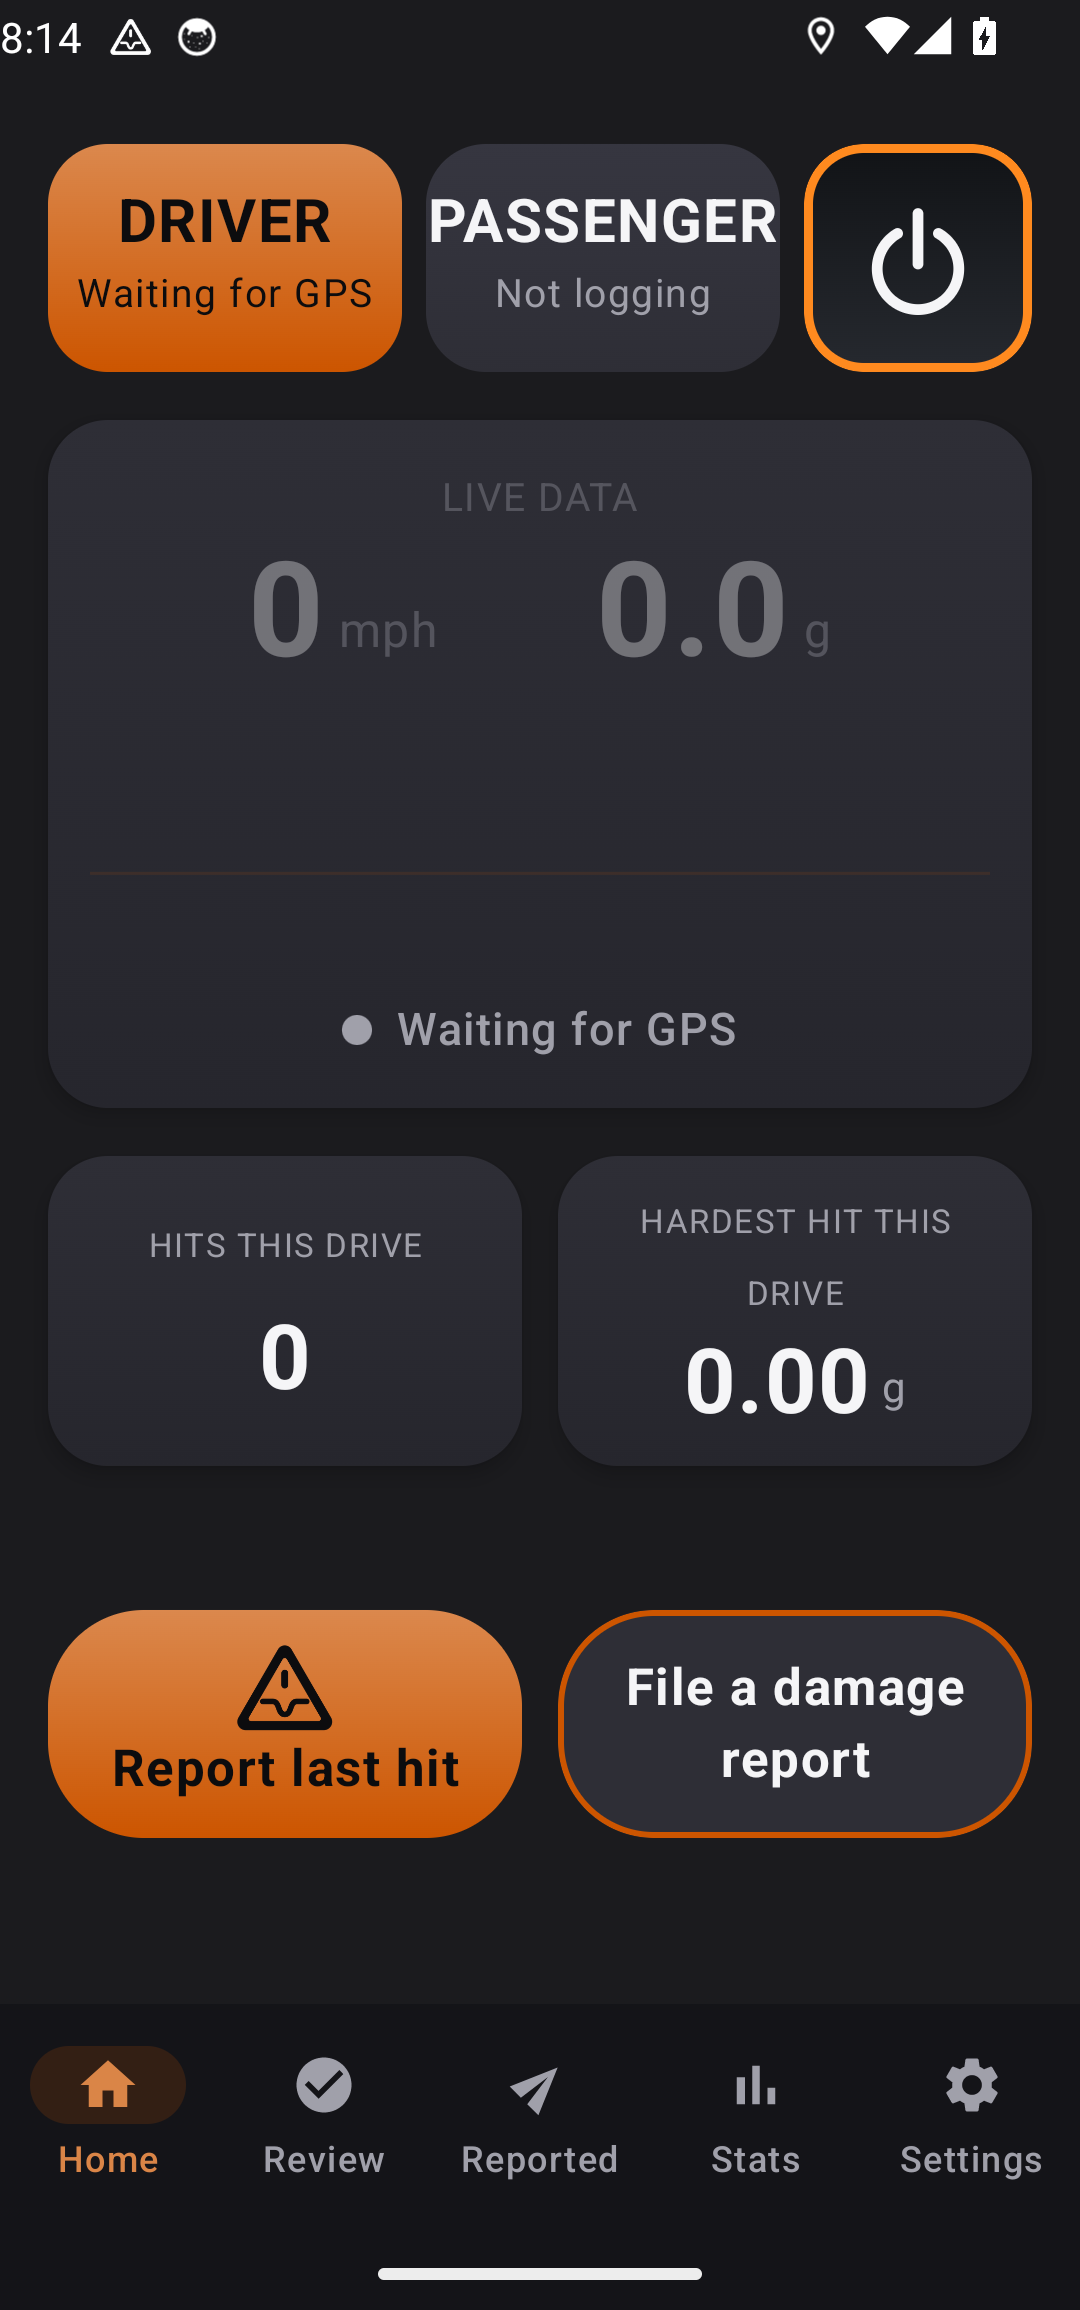 8:14
DRIVER
Waiting for GPS
PASSENGER
Not logging
LIVE DATA
0 mph
0.0 g
Waiting for GPS
HITS THIS DRIVE
0
HARDEST HIT THIS
DRIVE
0.00 g
Report last hit
File a damage
report
Home
Review
Reported
Stats
Settings